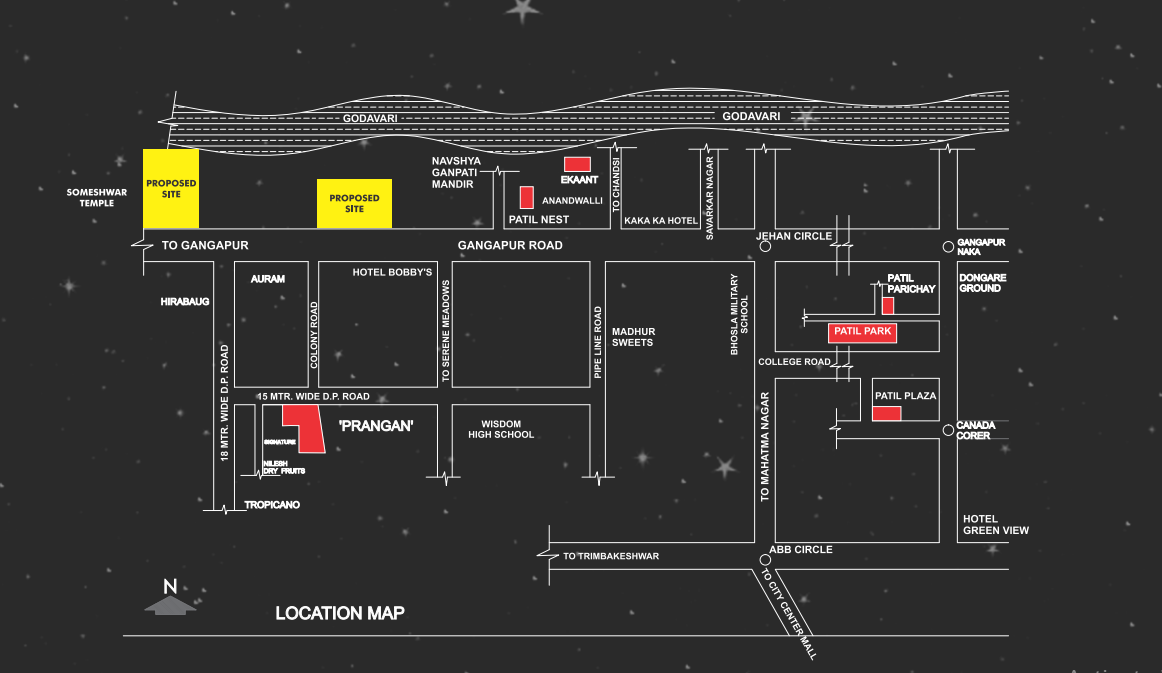 GODAVARI
GODAVARI
SOMESHWAR
TEMPLE
PROPOSED
SITE
PROPOSED
SITE
NAVSHYA
GANPATI
MANDIR
EKAANT
ANANDWALLI
PATIL NEST
TO CHANDSI
KAKA KA HOTEL
SAVARKAR NAGAR
JEHAN CIRCLE
GANGAPUR
NAKA
TO GANGAPUR
GANGAPUR ROAD
HIRABAUG
AURAM
HOTEL BOBBY'S
COLONY ROAD
TO SERENE MEADOWS
PIPE LINE ROAD
MADHUR
SWEETS
BHOSLA MILITARY
SCHOOL
PATIL
PARICHAY
DONGARE
GROUND
PATIL PARK
COLLEGE ROAD
18 MTR. WIDE D.P. ROAD
15 MTR. WIDE D.P. ROAD
'PRANGAN'
SIGNATURE
NILESH
DRY FRUITS
TROPICANO
WISDOM
HIGH SCHOOL
TO MAHATMA NAGAR
PATIL PLAZA
CANADA
CORER
HOTEL
GREEN VIEW
TO TRIMBAKESHWAR
ABB CIRCLE
TO CITY CENTER MALL
N
LOCATION MAP